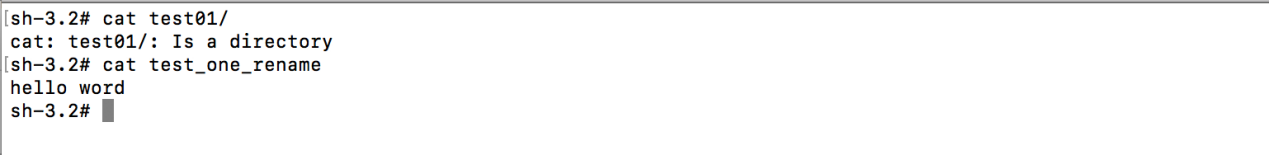 [sh-3.2# cat test01/
cat: test01/: Is a directory
[sh-3.2# cat test_one_rename
hello word
sh-3.2#